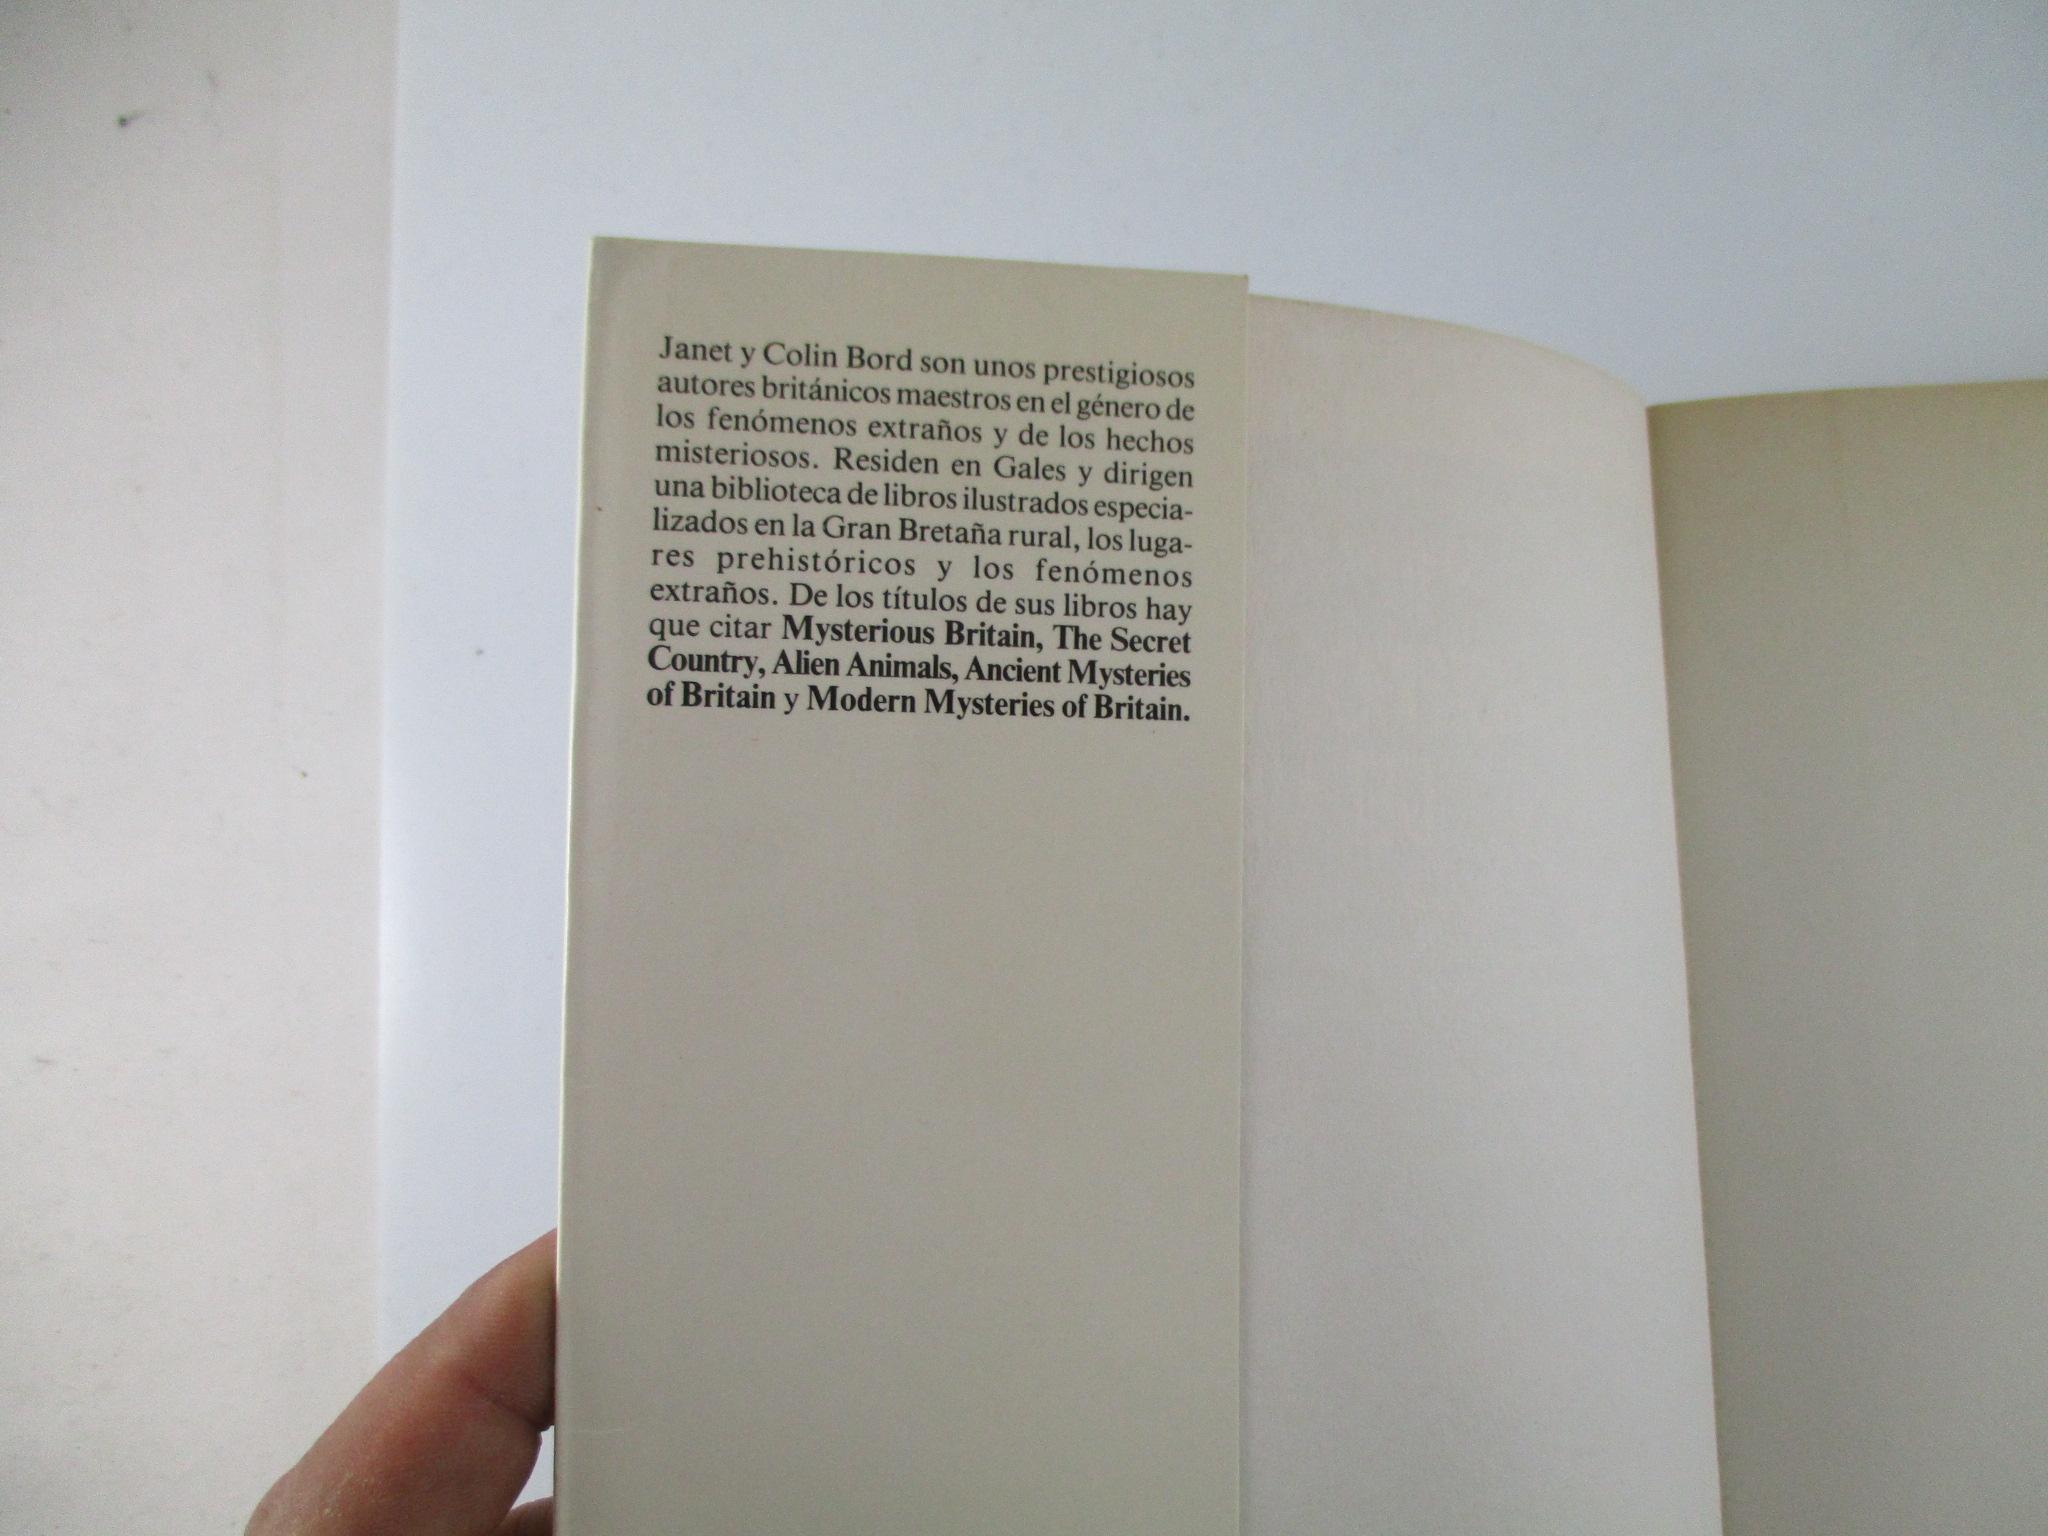 Janet y Colin Bord son unos prestigiosos
autores británicos maestros en el género de
los fenómenos extraños y de los hechos
misteriosos. Residen en Gales y dirigen
una biblioteca de libros ilustrados especia-
lizados en la Gran Bretaña rural, los luga-
res prehistóricos y los fenómenos
extraños. De los títulos de sus libros hay
que citar Mysterious Britain, The Secret
Country, Alien Animals, Ancient Mysteries
of Britain y Modern Mysteries of Britain.